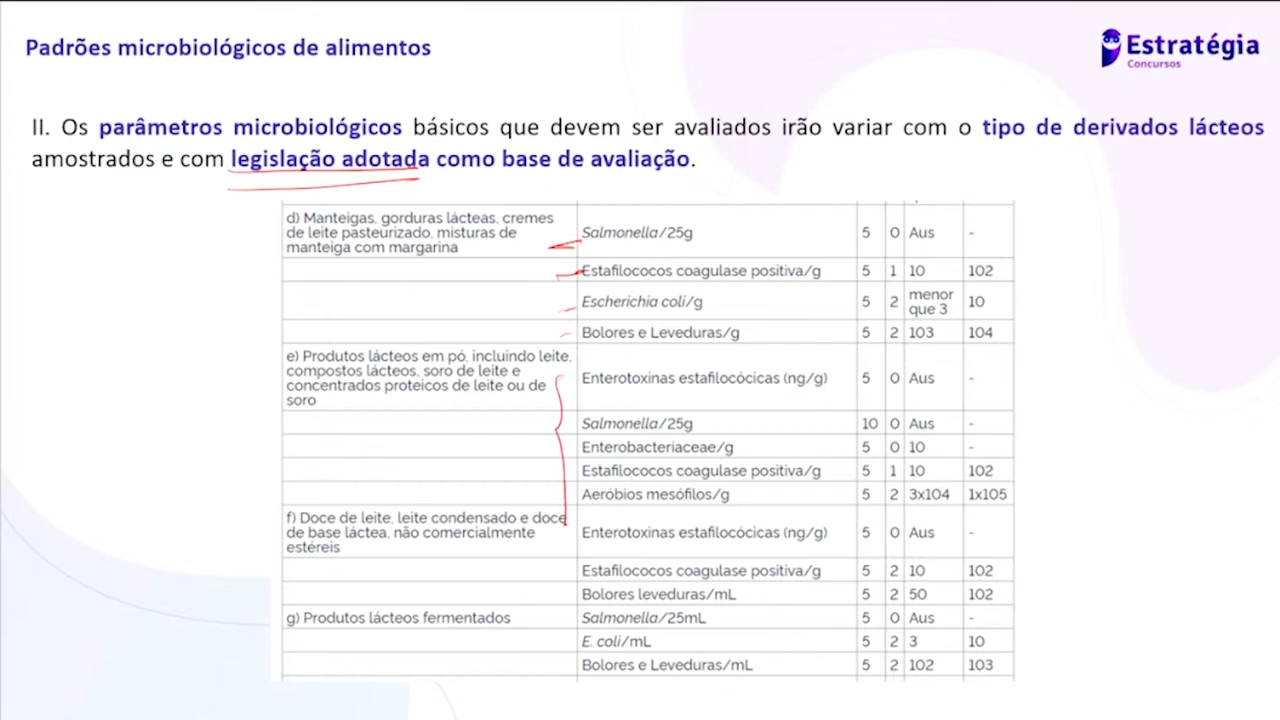 Padrões microbiológicos de alimentos
Estratégia
Concursos
II. Os parâmetros microbiológicos básicos que devem ser avaliados irão variar com o tipo de derivados lácteos
amostrados e com legislação adotada como base de avaliação.
d) Manteigas, gorduras lácteas, cremes
de leite pasteurizado, misturas de
manteiga com margarina
Salmonella/25g 5 0 Aus -
Estafilococos coagulase positiva/g 5 1 10 102
Escherichia coli/g 5 2 menor que 3 10
Bolores e Leveduras/g 5 2 103 104
e) Produtos lácteos em pó, incluindo leite,
compostos lácteos, soro de leite e
concentrados proteicos de leite ou de
soro
Enterotoxinas estafilocócicas (ng/g) 5 0 Aus -
Salmonella/25g 10 0 Aus -
Enterobacteriaceae/g 5 0 10 -
Estafilococos coagulase positiva/g 5 1 10 102
Aeróbios mesófilos/g 5 2 3x104 1x105
f) Doce de leite, leite condensado e doce
de base láctea, não comercialmente
estéreis
Enterotoxinas estafilocócicas (ng/g) 5 0 Aus -
Estafilococos coagulase positiva/g 5 2 10 102
Bolores leveduras/mL 5 2 50 102
g) Produtos lácteos fermentados Salmonella/25mL 5 0 Aus -
E. coli/mL 5 2 3 10
Bolores e Leveduras/mL 5 2 102 103